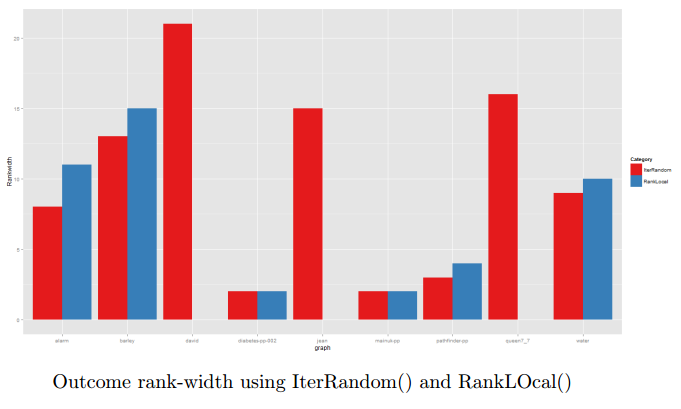 20
15
10
5
0
Rankwidth
alarm
barley
david
diabetes-pp-002
jean
mainuk-pp
pathfinder-pp
queen7_7
water
graph
Category
IterRandom
RankLocal
Outcome rank-width using IterRandom() and RankLOcal()